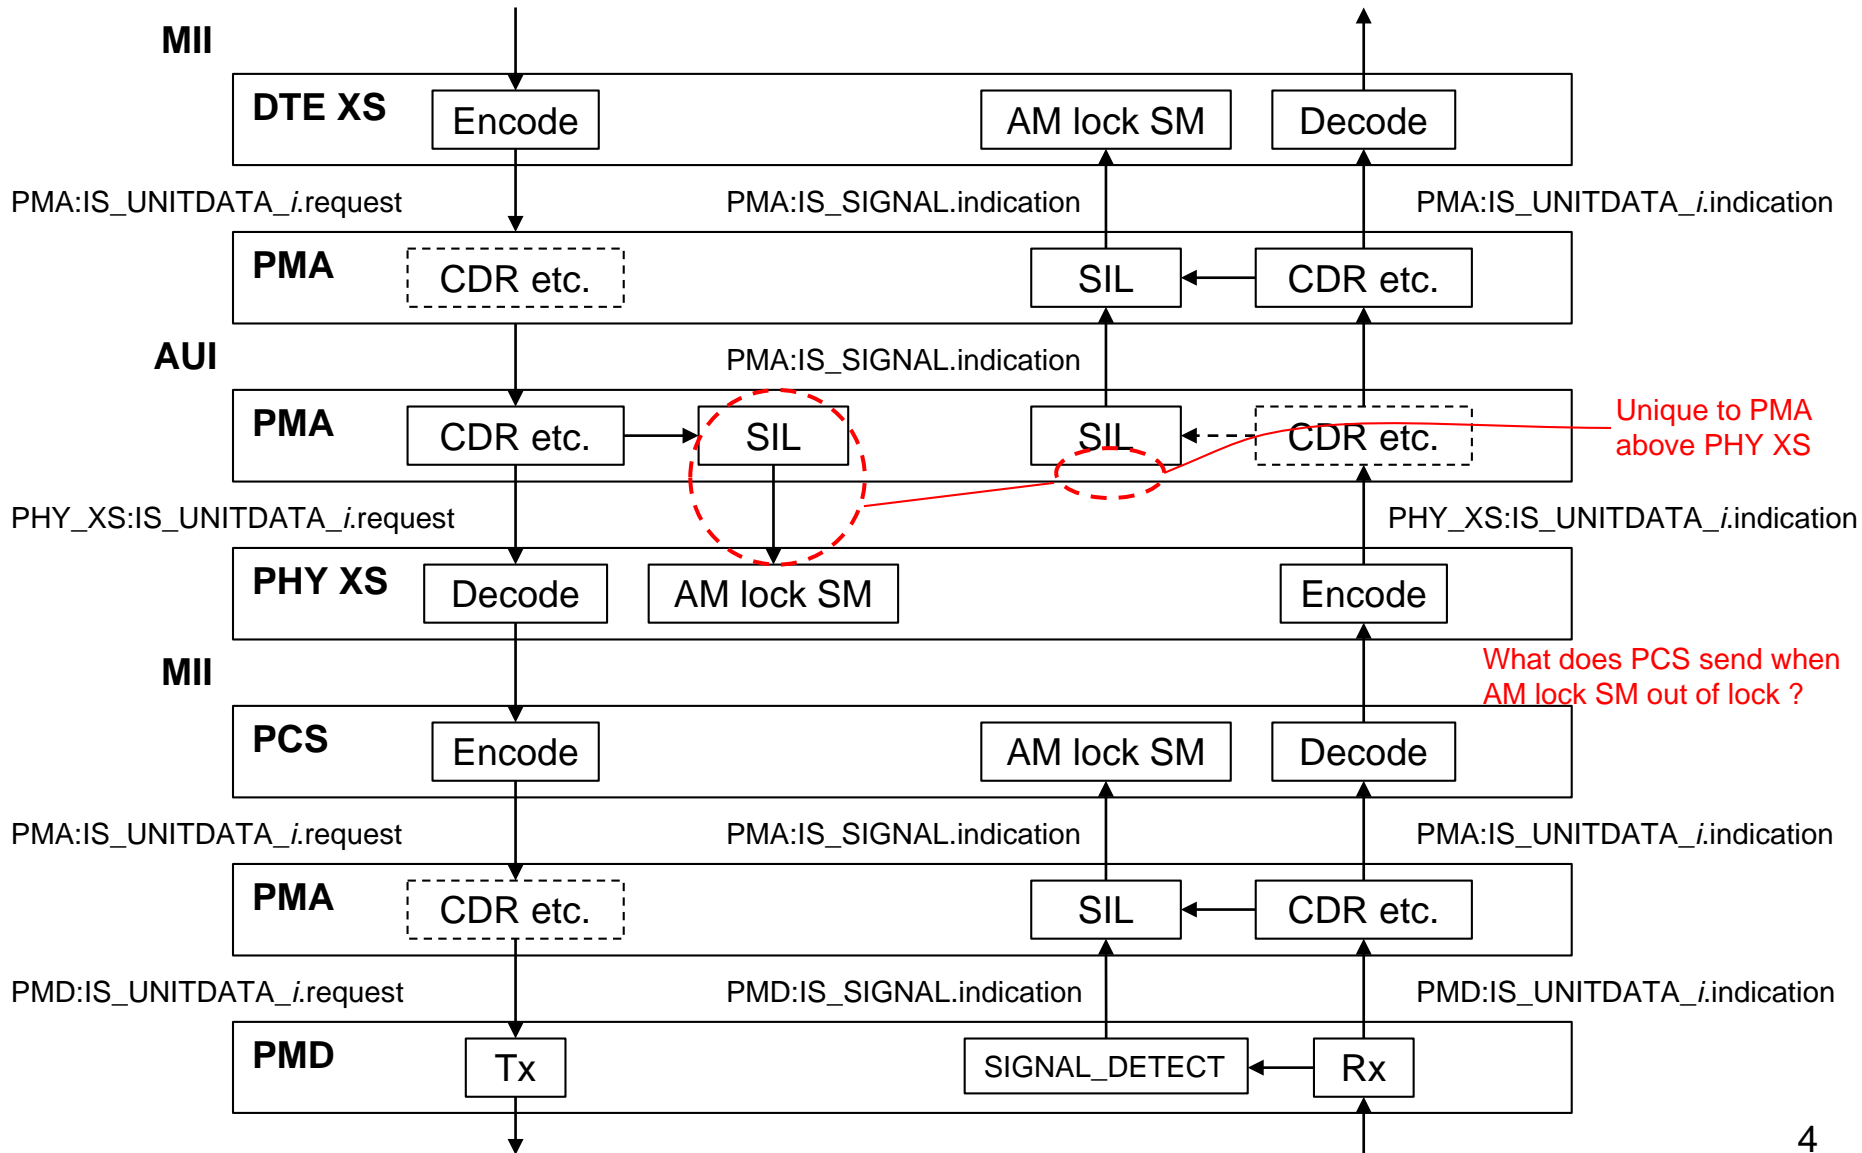 MII
DTE XS
Encode
AM lock SM
Decode
PMA:IS_UNITDATA_i.request
PMA:IS_SIGNAL.indication
PMA:IS_UNITDATA_i.indication
PMA
CDR etc.
SIL
CDR etc.
AUI
PMA:IS_SIGNAL.indication
PMA
CDR etc.
SIL
SIL
CDR etc.
Unique to PMA
above PHY XS
PHY_XS:IS_UNITDATA_i.request
PHY_XS:IS_UNITDATA_i.indication
PHY XS
Decode
AM lock SM
Encode
MII
What does PCS send when
AM lock SM out of lock ?
PCS
Encode
AM lock SM
Decode
PMA:IS_UNITDATA_i.request
PMA:IS_SIGNAL.indication
PMA:IS_UNITDATA_i.indication
PMA
CDR etc.
SIL
CDR etc.
PMD:IS_UNITDATA_i.request
PMD:IS_SIGNAL.indication
PMD:IS_UNITDATA_i.indication
PMD
Tx
SIGNAL_DETECT
Rx
4